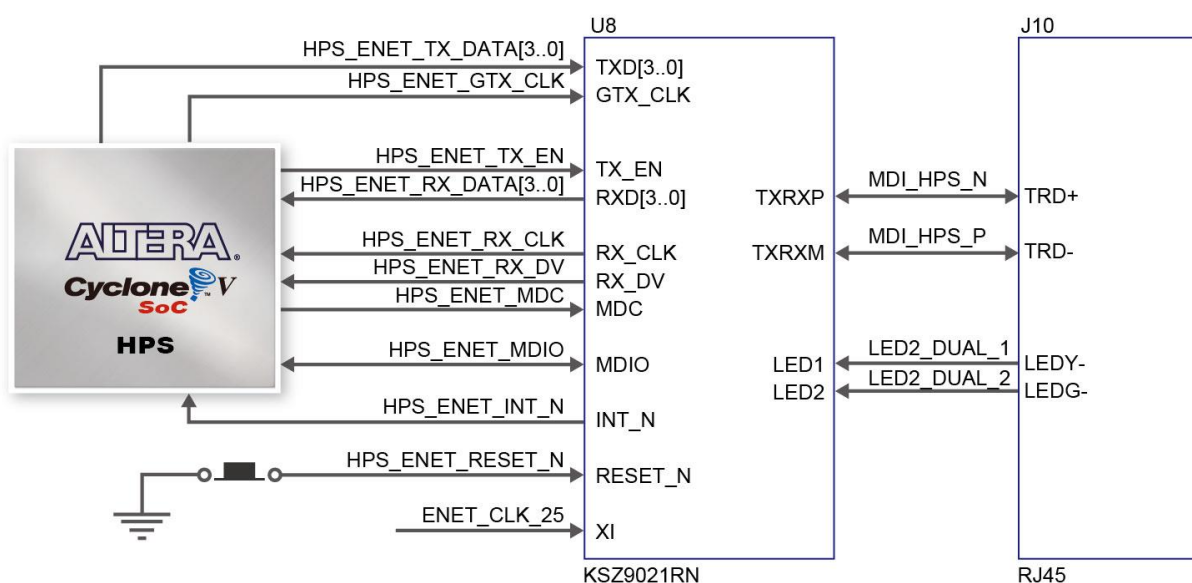 U8
J10
HPS_ENET_TX_DATA[3..0]
TXD[3..0]
HPS_ENET_GTX_CLK
GTX_CLK
HPS_ENET_TX_EN
TX_EN
HPS_ENET_RX_DATA[3..0]
RXD[3..0]
TXRXP
MDI_HPS_N
TRD+
ALTERA®
HPS_ENET_RX_CLK
RX_CLK
TXRXM
MDI_HPS_P
TRD-
HPS_ENET_RX_DV
RX_DV
Cyclone™ V
SoC
HPS_ENET_MDC
MDC
HPS
HPS_ENET_MDIO
MDIO
LED1
LED2_DUAL_1
LEDY-
LED2
LED2_DUAL_2
LEDG-
HPS_ENET_INT_N
INT_N
HPS_ENET_RESET_N
RESET_N
ENET_CLK_25
XI
KSZ9021RN
RJ45